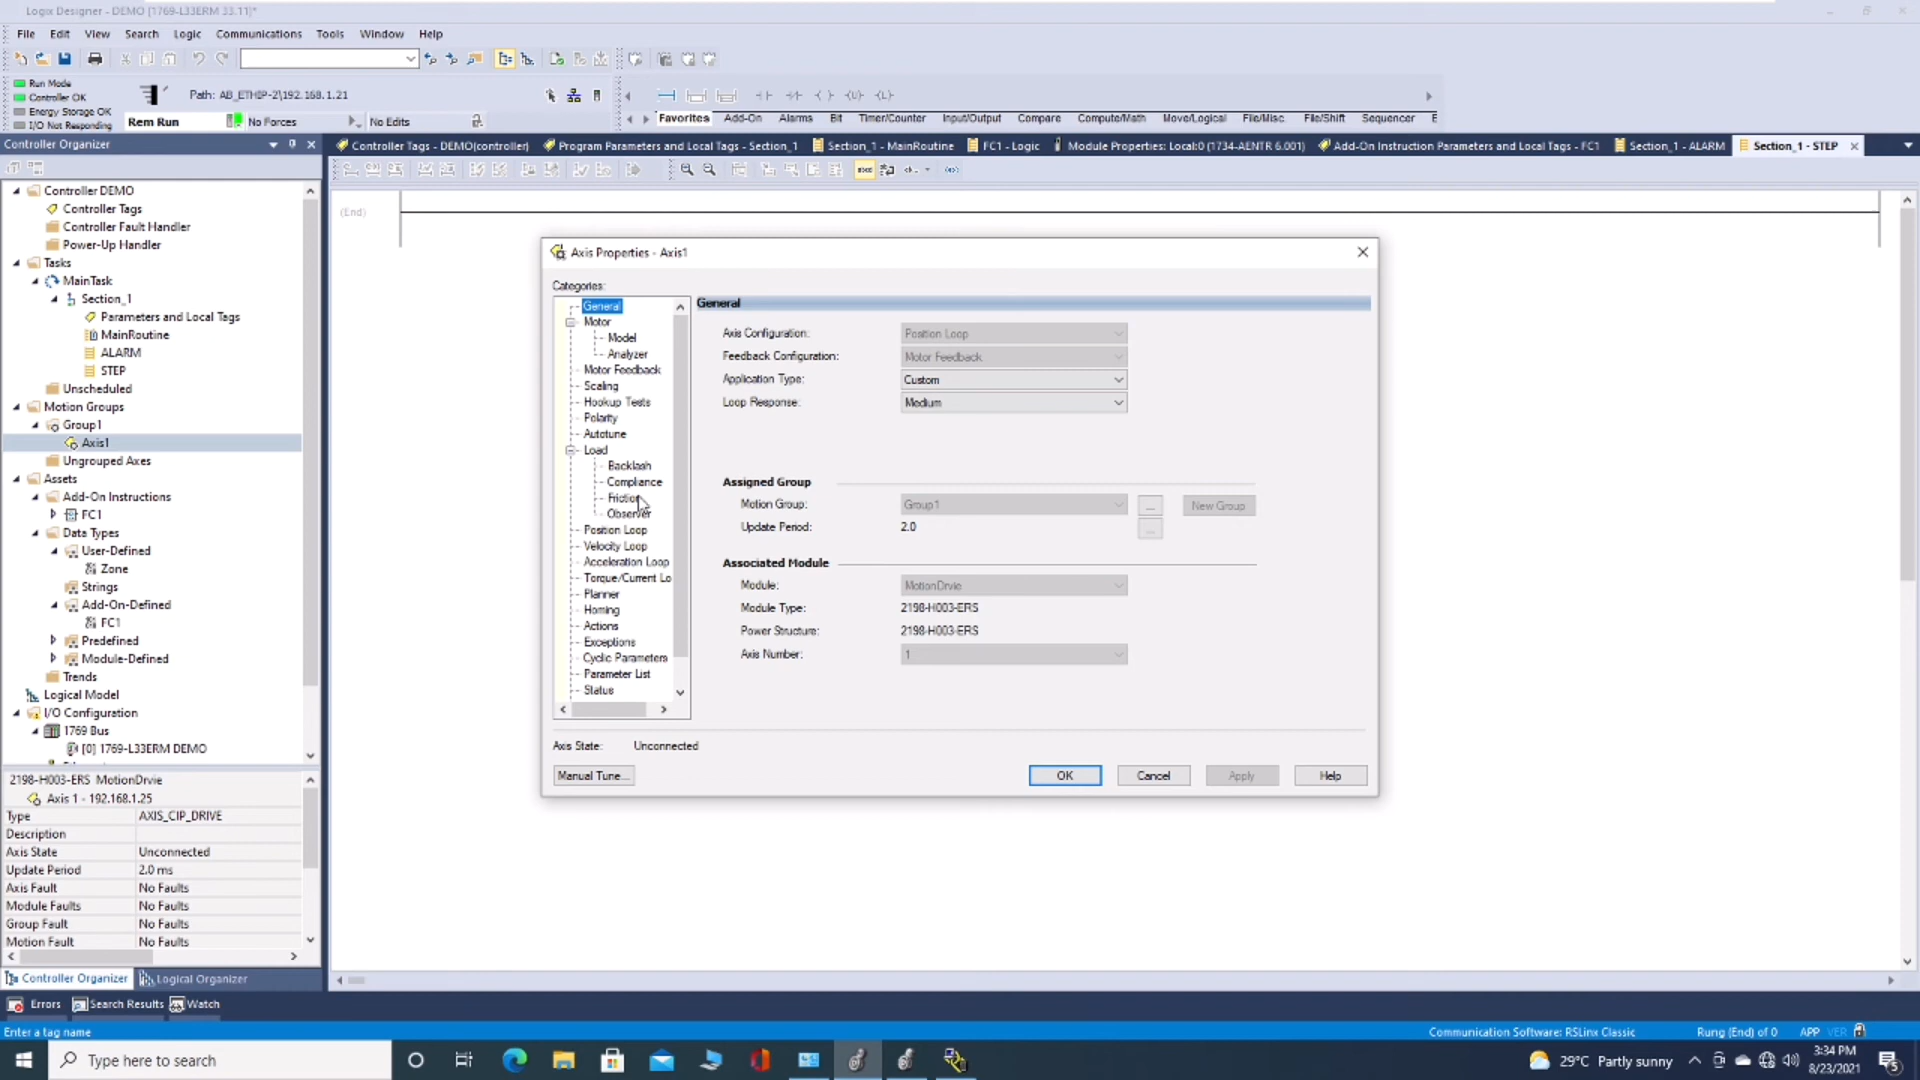 Logix Designer - DEMO [1769-L33ERM 33.11]*
File Edit View Search Logic Communications Tools Window Help
Run Mode
Controller OK
Energy Storage OK
I/O Not Responding
Path: AB_ETHIP-2\192.168.1.21
Rem Run No Forces No Edits
Favorites Add-On Alarms Bit Timer/Counter Input/Output Compare Compute/Math Move/Logical File/Misc File/Shift Sequencer E
Controller Organizer
Controller Tags - DEMO(controller) Program Parameters and Local Tags - Section_1 Section_1 - MainRoutine FC1 - Logic Module Properties: Local:0 (1734-AENTR 6.001) Add-On Instruction Parameters and Local Tags - FC1 Section_1 - ALARM Section_1 - STEP
Controller DEMO
Controller Tags
Controller Fault Handler
Power-Up Handler
Tasks
MainTask
Section_1
Parameters and Local Tags
MainRoutine
ALARM
STEP
Unscheduled
Motion Groups
Group1
Axis1
Ungrouped Axes
Assets
Add-On Instructions
FC1
Data Types
User-Defined
Zone
Strings
Add-On-Defined
FC1
Predefined
Module-Defined
Trends
Logical Model
I/O Configuration
1769 Bus
[0] 1769-L33ERM DEMO
2198-H003-ERS MotionDrvie
Axis 1 - 192.168.1.25
Type AXIS_CIP_DRIVE
Description
Axis State Unconnected
Update Period 2.0 ms
Axis Fault No Faults
Module Faults No Faults
Group Fault No Faults
Motion Fault No Faults
Controller Organizer Logical Organizer
(End)
Axis Properties - Axis1
Categories:
General
Motor
Model
Analyzer
Motor Feedback
Scaling
Hookup Tests
Polarity
Autotune
Load
Backlash
Compliance
Friction
Observer
Position Loop
Velocity Loop
Acceleration Loop
Torque/Current Lo
Planner
Homing
Actions
Exceptions
Cyclic Parameters
Parameter List
Status
General
Axis Configuration: Position Loop
Feedback Configuration: Motor Feedback
Application Type: Custom
Loop Response: Medium
Assigned Group
Motion Group: Group1 ... New Group
Update Period: 2.0 ...
Associated Module
Module: MotionDrvie
Module Type: 2198-H003-ERS
Power Structure: 2198-H003-ERS
Axis Number: 1
Axis State: Unconnected
Manual Tune... OK Cancel Apply Help
Errors Search Results Watch
Enter a tag name Communication Software: RSLinx Classic Rung (End) of 0 APP VER
Type here to search 29°C Partly sunny 3:34 PM
8/23/2021
5